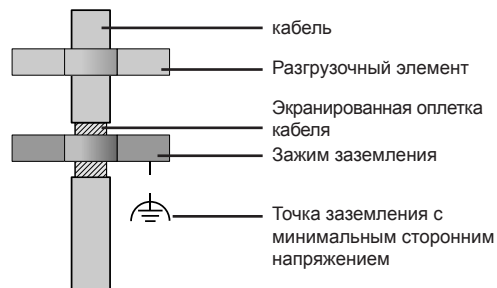 кабель
Разгрузочный элемент
Экранированная оплетка
кабеля
Зажим заземления
Точка заземления с
минимальным сторонним
напряжением